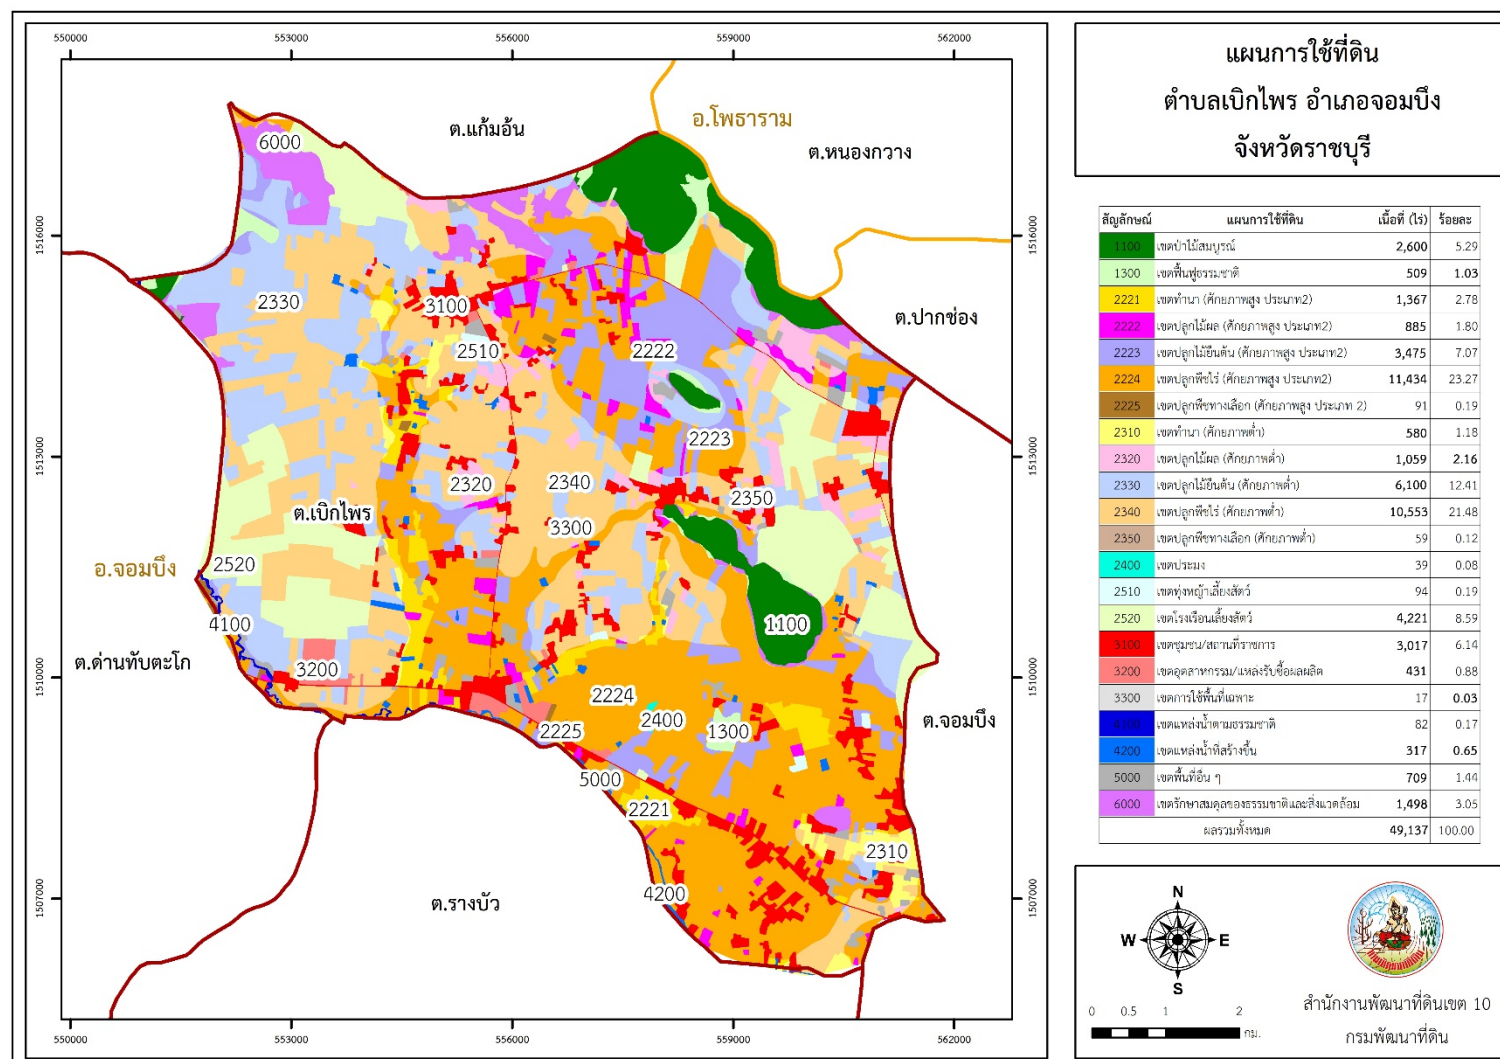 550000 553000 556000 559000 562000
แผนการใช้ที่ดิน
ตำบลเบิกไพร อำเภอจอมบึง
จังหวัดราชบุรี
ต.แก้มอ้น
อ.โพธาราม
ต.หนองกวาง
6000
1516000 1516000
2330
3100
2510
2222
ต.ปากช่อง
2223
1513000 1513000
2320
2340
2350
ต.เบิกไพร
3300
อ.จอมบึง
2520
4100
1100
ต.ด่านทับตะโก
3200
1510000 1510000
2224
2400
2225
1300
ต.จอมบึง
5000
2221
2310
4200
1507000 1507000
ต.รางบัว
550000 553000 556000 559000 562000
สัญลักษณ์ แผนการใช้ที่ดิน เนื้อที่ (ไร่) ร้อยละ
1100 เขตป่าไม้สมบูรณ์ 2,600 5.29
1300 เขตฟื้นฟูธรรมชาติ 509 1.03
2221 เขตทำนา (ศักยภาพสูง ประเภท2) 1,367 2.78
2222 เขตปลูกไม้ผล (ศักยภาพสูง ประเภท2) 885 1.80
2223 เขตปลูกไม้ยืนต้น (ศักยภาพสูง ประเภท2) 3,475 7.07
2224 เขตปลูกพืชไร่ (ศักยภาพสูง ประเภท2) 11,434 23.27
2225 เขตปลูกพืชทางเลือก (ศักยภาพสูง ประเภท 2) 91 0.19
2310 เขตทำนา (ศักยภาพต่ำ) 580 1.18
2320 เขตปลูกไม้ผล (ศักยภาพต่ำ) 1,059 2.16
2330 เขตปลูกไม้ยืนต้น (ศักยภาพต่ำ) 6,100 12.41
2340 เขตปลูกพืชไร่ (ศักยภาพต่ำ) 10,553 21.48
2350 เขตปลูกพืชทางเลือก (ศักยภาพต่ำ) 59 0.12
2400 เขตประมง 39 0.08
2510 เขตทุ่งหญ้าเลี้ยงสัตว์ 94 0.19
2520 เขตโรงเรือนเลี้ยงสัตว์ 4,221 8.59
3100 เขตชุมชน/สถานที่ราชการ 3,017 6.14
3200 เขตอุตสาหกรรม/แหล่งรับซื้อผลผลิต 431 0.88
3300 เขตการใช้พื้นที่เฉพาะ 17 0.03
4100 เขตแหล่งน้ำตามธรรมชาติ 82 0.17
4200 เขตแหล่งน้ำที่สร้างขึ้น 317 0.65
5000 เขตพื้นที่อื่น ๆ 709 1.44
6000 เขตรักษาสมดุลของธรรมชาติและสิ่งแวดล้อม 1,498 3.05
ผลรวมทั้งหมด 49,137 100.00
N
W E
S
0 0.5 1 2
กม.
สำนักงานพัฒนาที่ดินเขต 10
กรมพัฒนาที่ดิน